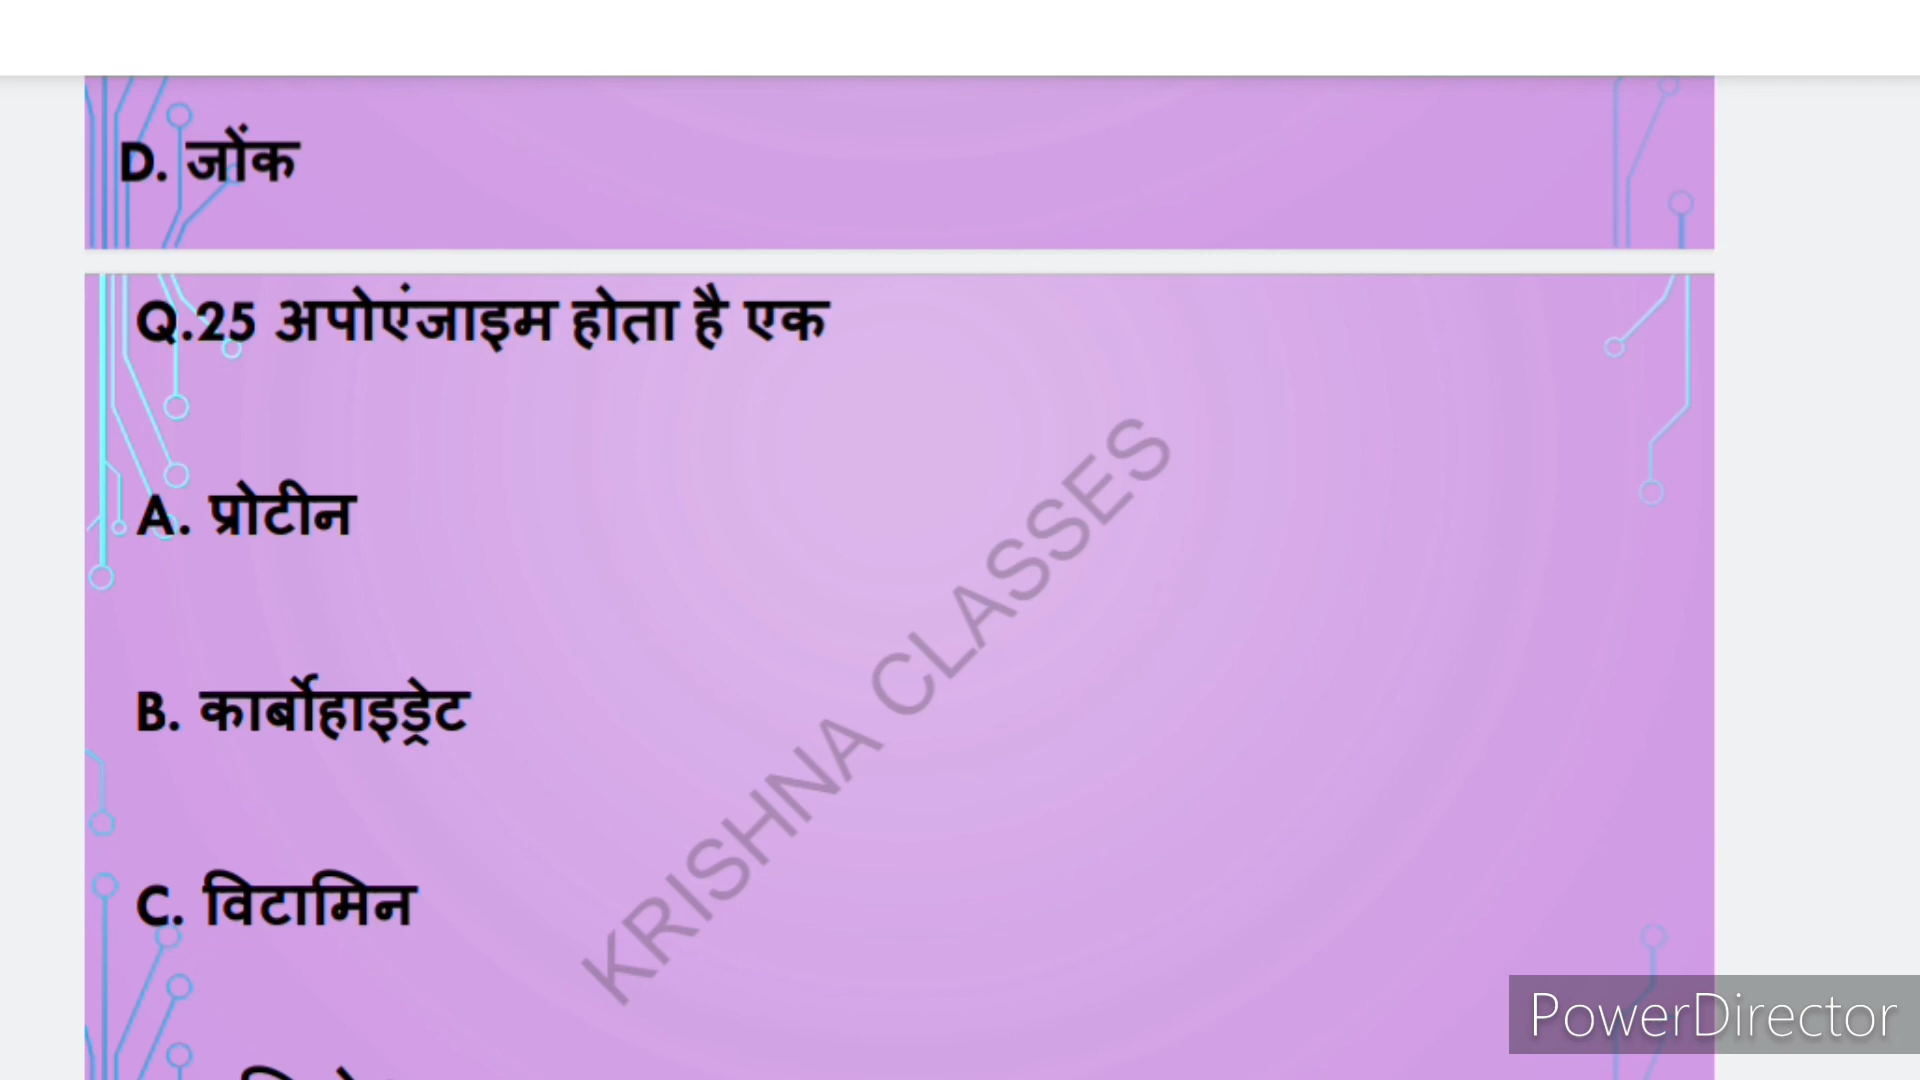 D. जोंक
Q.25 अपोएंजाइम होता है एक
A. प्रोटीन
B. कार्बोहाइड्रेट
C. विटामिन
KRISHNA CLASSES
PowerDirector